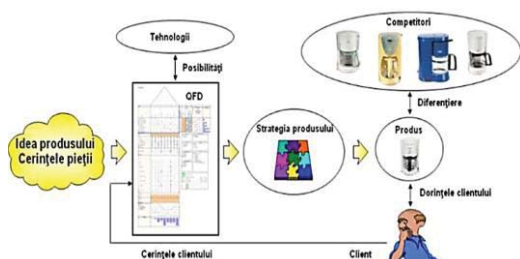 Competitori
Tehnologii
Posibilități
QFD
Diferențiere
Idea produsului
Cerințele pieții
Strategia produsului
Produs
Dorințele clientului
Cerințele clientului
Client